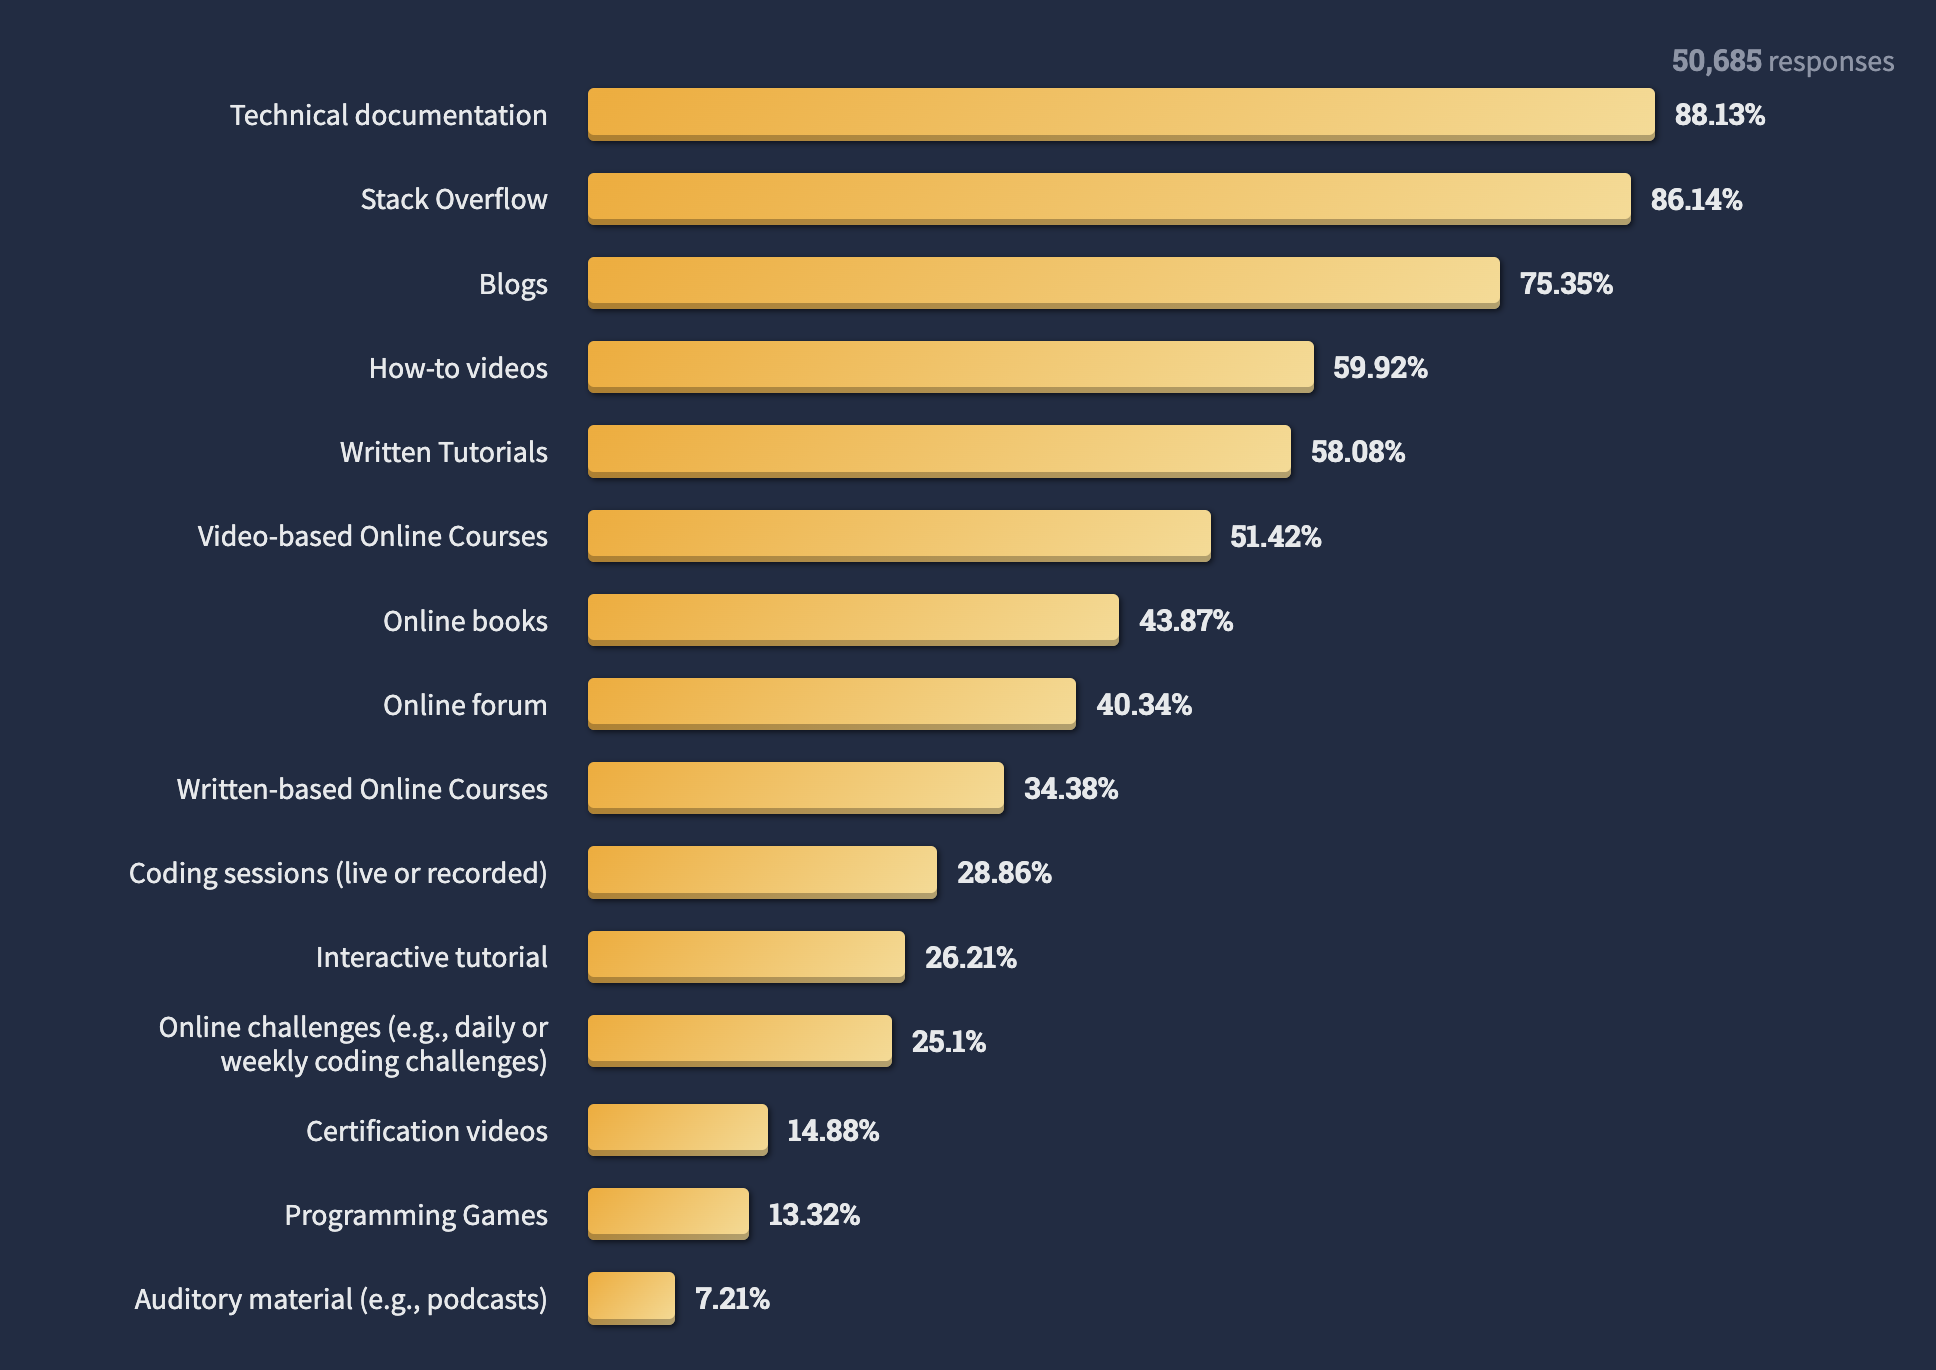 50,685 responses
Technical documentation 88.13%
Stack Overflow 86.14%
Blogs 75.35%
How-to videos 59.92%
Written Tutorials 58.08%
Video-based Online Courses 51.42%
Online books 43.87%
Online forum 40.34%
Written-based Online Courses 34.38%
Coding sessions (live or recorded) 28.86%
Interactive tutorial 26.21%
Online challenges (e.g., daily or
weekly coding challenges) 25.1%
Certification videos 14.88%
Programming Games 13.32%
Auditory material (e.g., podcasts) 7.21%